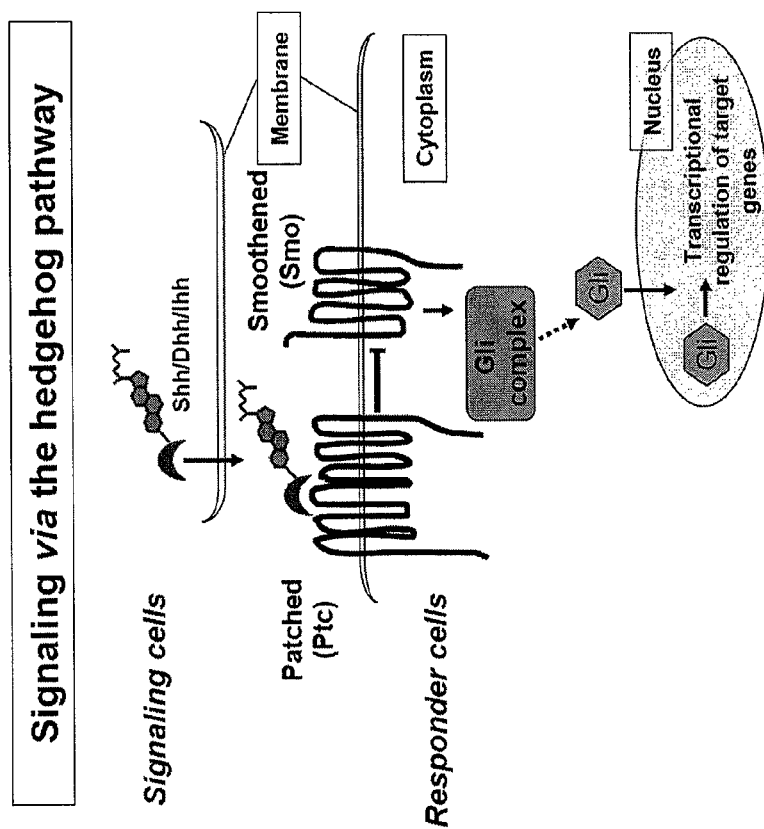 Signaling via the hedgehog pathway
Signaling cells
Shh/Dhh/Ihh
Membrane
Patched
(Ptc)
Smoothened
(Smo)
Responder cells
Cytoplasm
Gli
complex
Gli
Nucleus
Gli
Transcriptional
regulation of target
genes